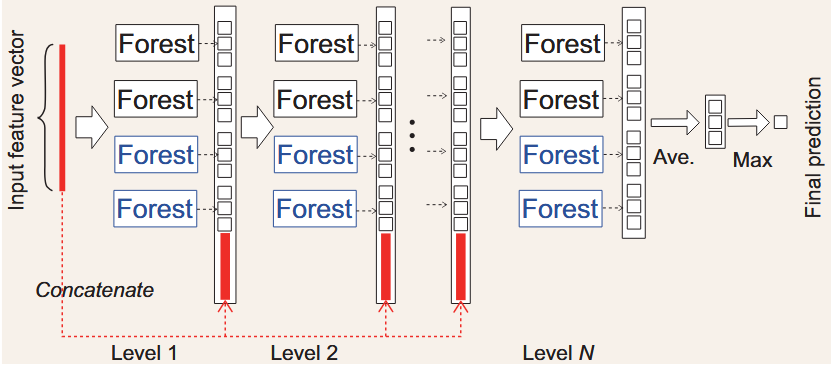 Input feature vector
Forest
Forest
Forest
Forest
Forest
Forest
Forest
Forest
Forest
Forest
Forest
Forest
Ave.
Max
Final prediction
Concatenate
Level 1
Level 2
Level N